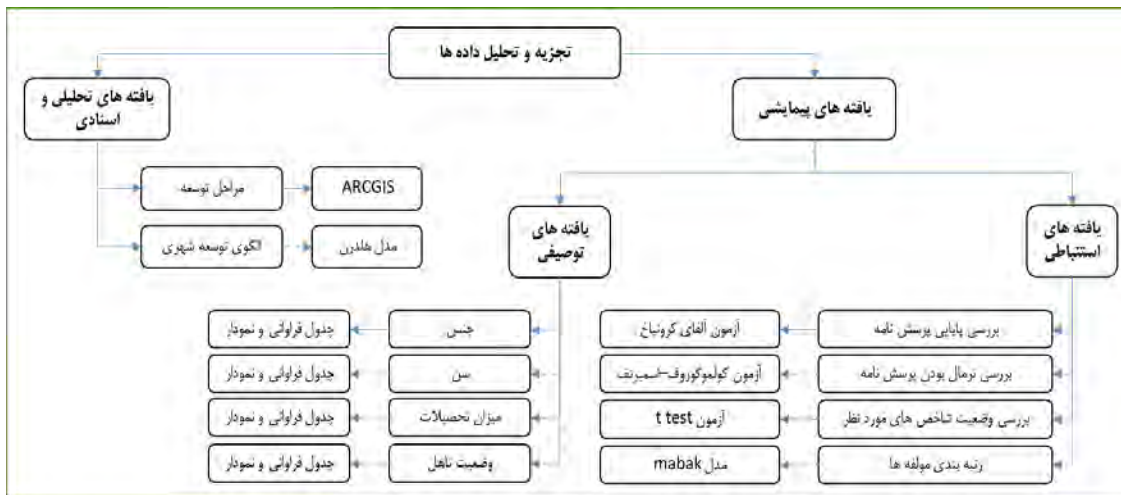 تجزیه و تحلیل داده ها
یافته های پیمایشی
یافته های تحلیلی و
اسنادی
مراحل توسعه
ARCGIS
الگوی توسعه شهری
مدل هلدرن
یافته های
استنباطی
یافته های
توصیفی
بررسی پایایی پرسش نامه
آزمون آلفای کرونباخ
بررسی نرمال بودن پرسش نامه
آزمون کولموگوروف-اسمیرنف
بررسی وضعیت شاخص های مورد نظر
آزمون t test
رتبه بندی مولفه ها
مدل mabak
جنس
جدول فراوانی و نمودار
سن
جدول فراوانی و نمودار
میزان تحصیلات
جدول فراوانی و نمودار
وضعیت تاهل
جدول فراوانی و نمودار